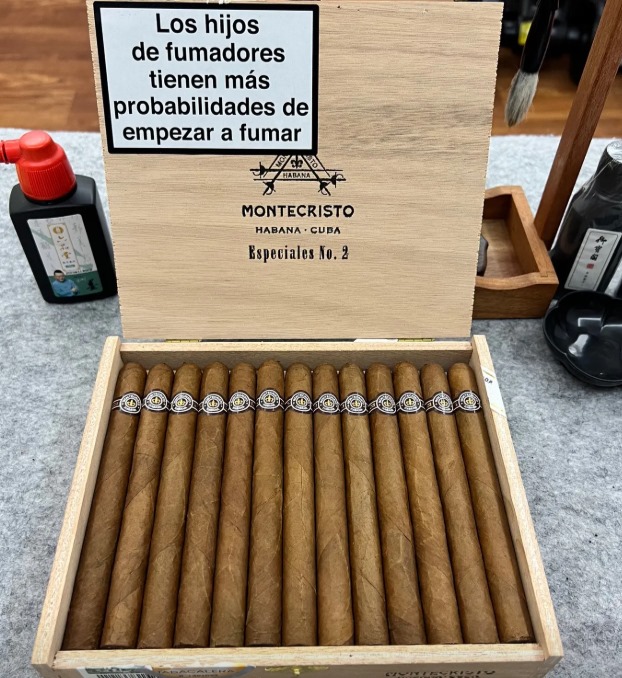 Los hijos
de fumadores
tienen más
probabilidades de
empezar a fumar
HABANA
MONTECRISTO
HABANA · CUBA
Especiales No. 2
MONTECRISTO